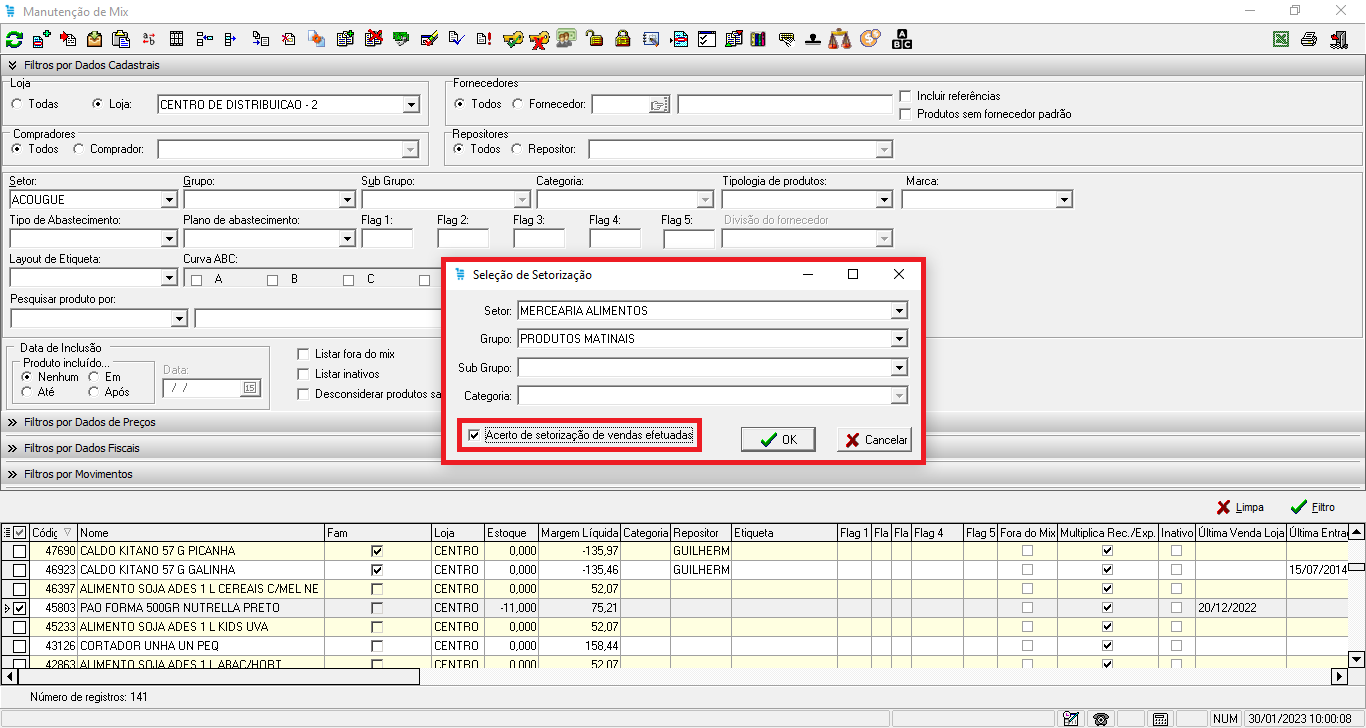 Manutenção de Mix
Filtros por Dados Cadastrais
Loja
Todas Loja: CENTRO DE DISTRIBUICAO - 2
Fornecedores
Todos Fornecedor:
Incluir referências
Produtos sem fornecedor padrão
Compradores
Todos Comprador:
Repositores
Todos Repositor:
Setor: Grupo: Sub Grupo: Categoria: Tipologia de produtos: Marca:
ACOUGUE
Tipo de Abastecimento: Plano de abastecimento: Flag 1: Flag 2: Flag 3: Flag 4: Flag 5: Divisão do fornecedor
Layout de Etiqueta: Curva ABC:
A B C
Pesquisar produto por:
Data de Inclusão
Produto incluído...
Nenhum Em
Até Após
Data:
/ /
15
Listar fora do mix
Listar inativos
Desconsiderar produtos sa
Seleção de Setorização
Setor: MERCEARIA ALIMENTOS
Grupo: PRODUTOS MATINAIS
Sub Grupo:
Categoria:
Acerto de setorização de vendas efetuadas
OK
Cancelar
Filtros por Dados de Preços
Filtros por Dados Fiscais
Filtros por Movimentos
Limpa Filtro
Códig Nome Fam Loja Estoque Margem Líquida Categoria Repositor Etiqueta Flag 1 Fla Fla Flag 4 Flag 5 Fora do Mix Multiplica Rec./Exp. Inativo Última Venda Loja Última Entrad
47690 CALDO KITANO 57 G PICANHA CENTRO 0,000 -135,97 GUILHERM
46923 CALDO KITANO 57 G GALINHA CENTRO 0,000 -135,46 GUILHERM 15/07/2014
46397 ALIMENTO SOJA ADES 1 L CEREAIS C/MEL NE CENTRO 0,000 52,07
45803 PAO FORMA 500GR NUTRELLA PRETO CENTRO -11,000 75,21 20/12/2022
45233 ALIMENTO SOJA ADES 1 L KIDS UVA CENTRO 0,000 52,07
43126 CORTADOR UNHA UN PEQ CENTRO 0,000 158,44
42863 ALIMENTO SOJA ADES 1 L ABAC/HORT CENTRO 0,000 52,07
Número de registros: 141
NUM 30/01/2023 10:00:08